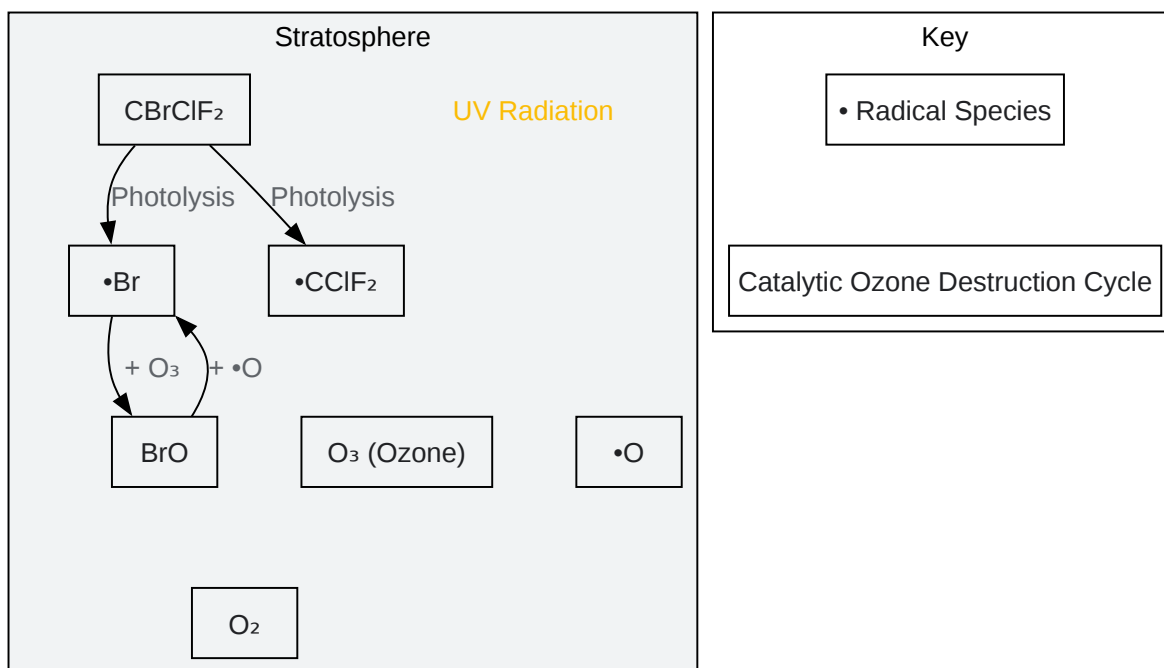 Stratosphere
CBrClF₂
UV Radiation
Photolysis
Photolysis
•Br
•CClF₂
+ O₃
+ •O
BrO
O₃ (Ozone)
•O
O₂
Key
• Radical Species
Catalytic Ozone Destruction Cycle